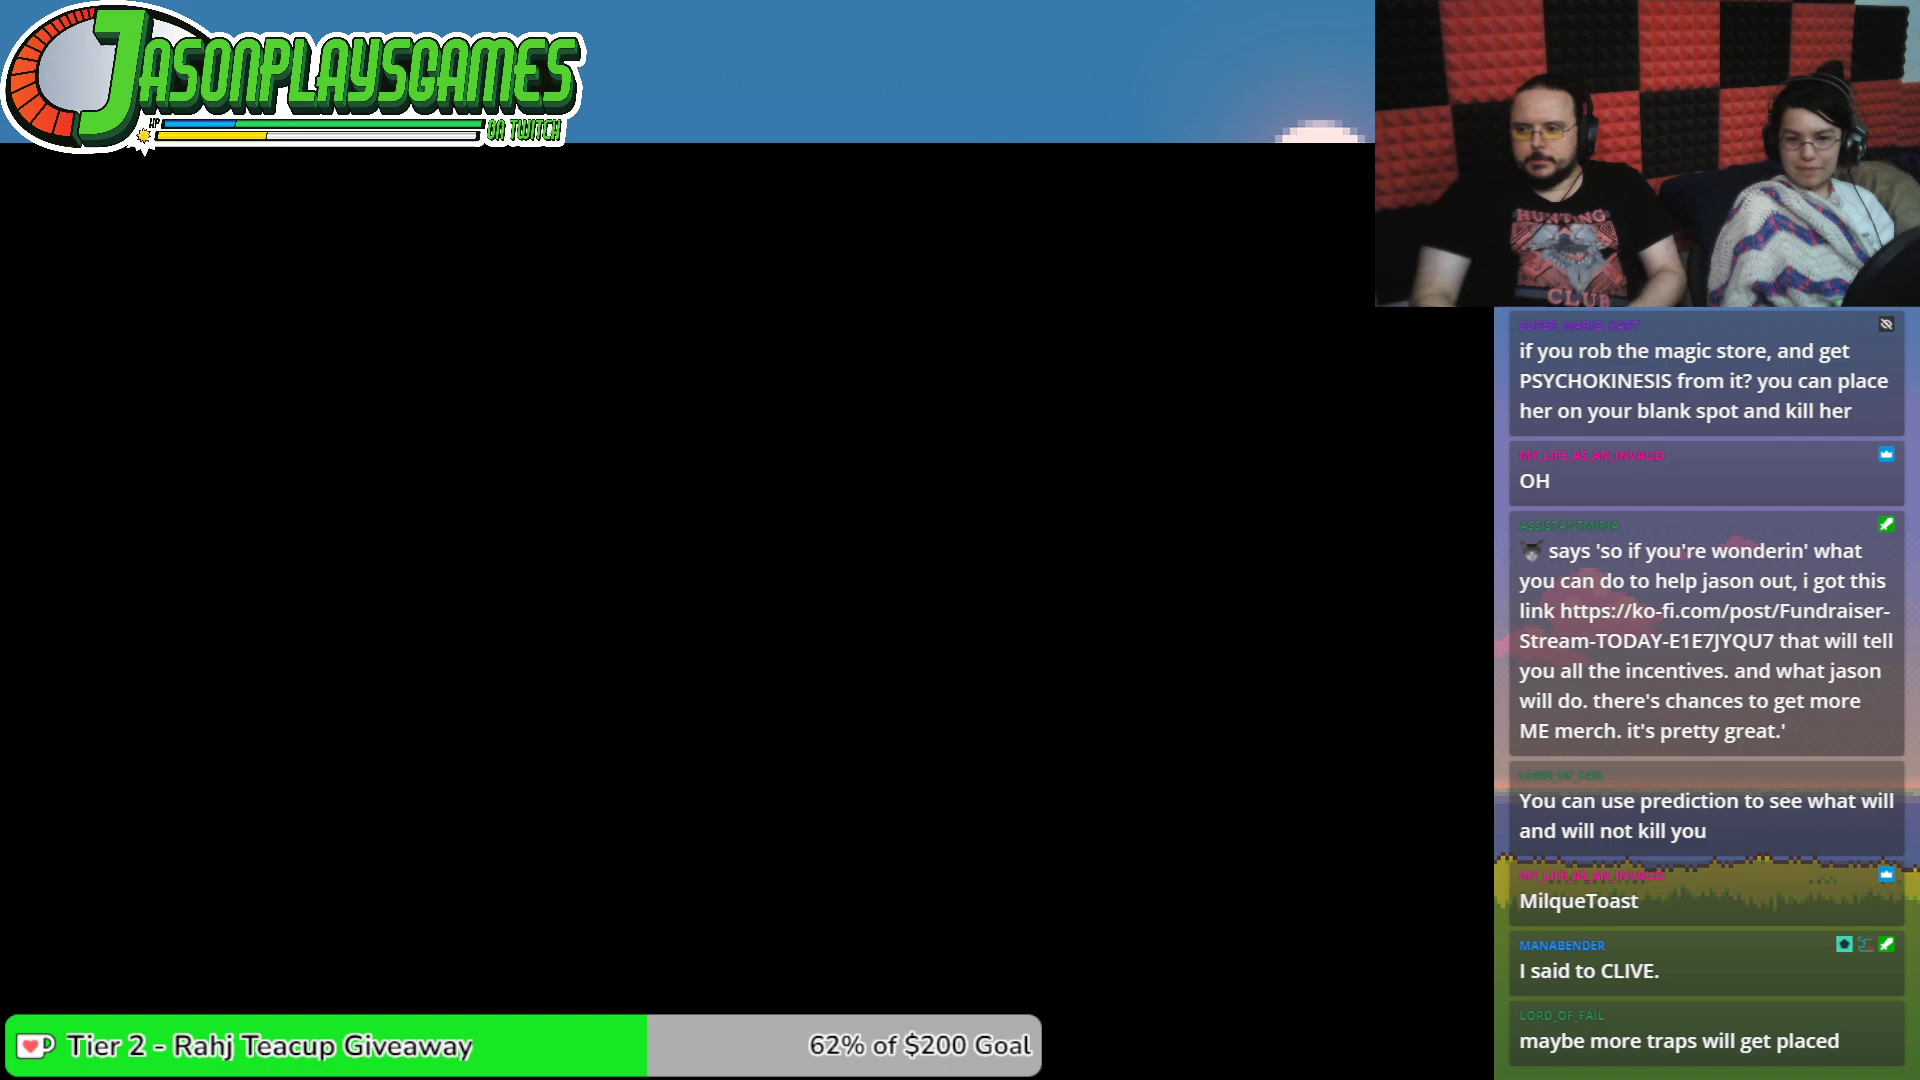 JASONPLAYSGAMES
HP
ON TWITCH
HUNTING
CLUB
SUPER_MARIO_KART
if you rob the magic store, and get
PSYCHOKINESIS from it? you can place
her on your blank spot and kill her
MY_LIFE_AS_AN_INVALID
OH
ASSISTANTMIRIA
says 'so if you're wonderin' what
you can do to help jason out, i got this
link https://ko-fi.com/post/Fundraiser-
Stream-TODAY-E1E7JYQU7 that will tell
you all the incentives. and what jason
will do. there's chances to get more
ME merch. it's pretty great.'
LORD_OF_FAIL
You can use prediction to see what will
and will not kill you
MY_LIFE_AS_AN_INVALID
MilqueToast
MANABENDER
I said to CLIVE.
LORD_OF_FAIL
maybe more traps will get placed
Tier 2 - Rahj Teacup Giveaway
62% of $200 Goal